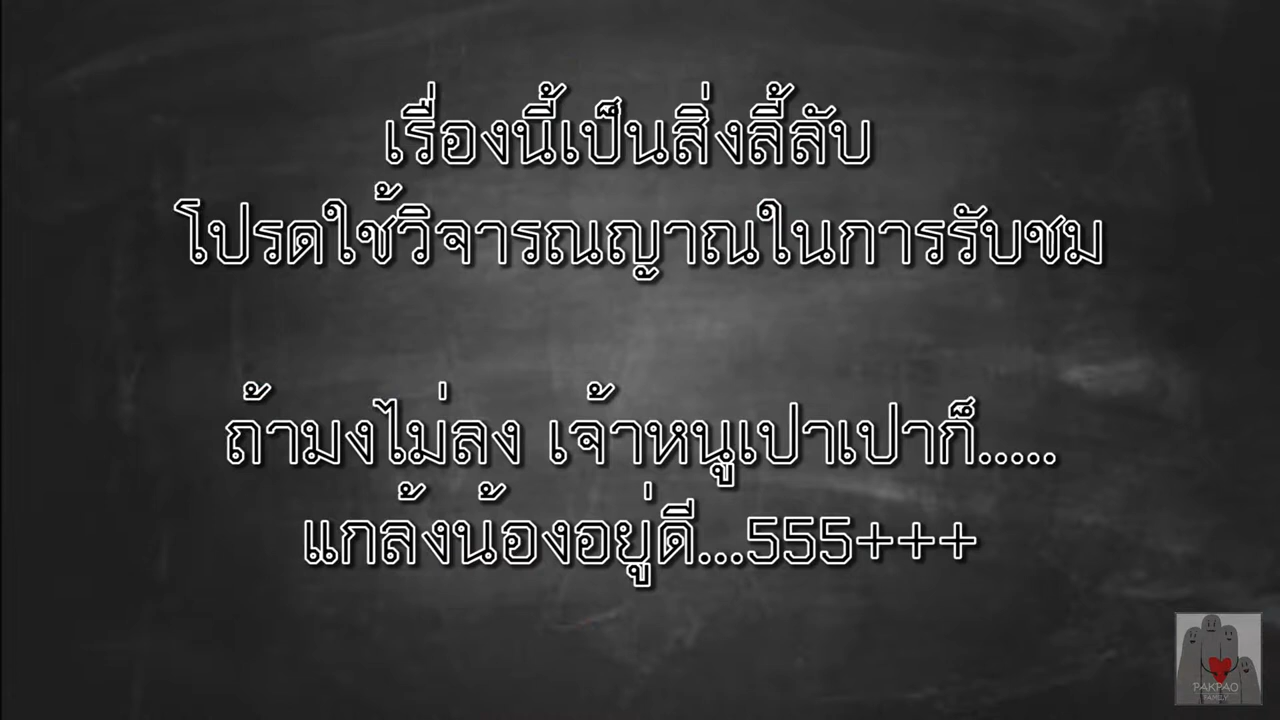 เรื่องนี้เป็นสิ่งลี้ลับ
โปรดใช้วิจารณญาณในการรับชม
ถ้ามงไม่ลง เจ้าหนูเปาเปาก็.....
แกล้งน้องอยู่ดี...555+++
PAKPAO
FAMILY